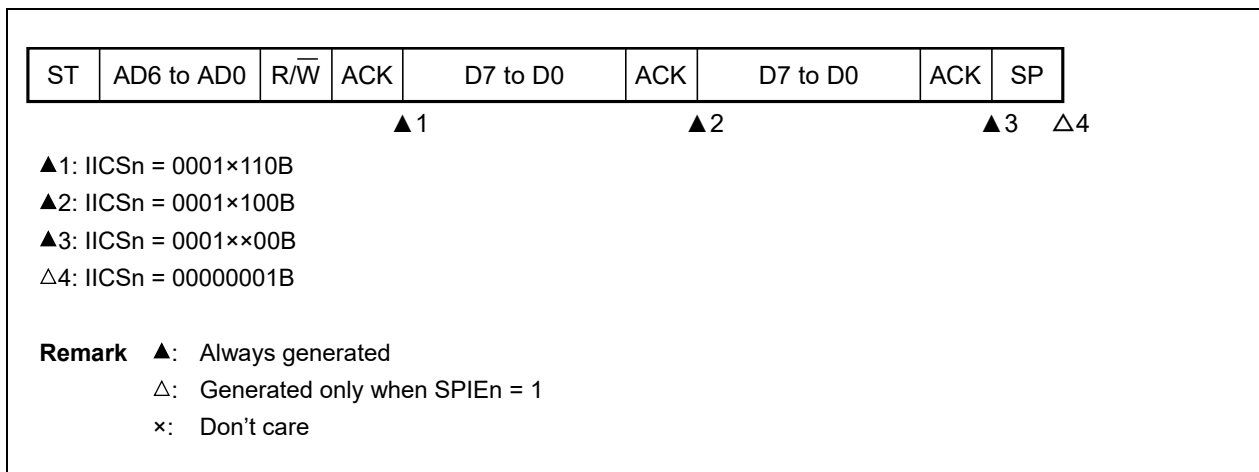 ST AD6 to AD0 R/W̅ ACK D7 to D0 ACK D7 to D0 ACK SP
▲1 ▲2 ▲3 △4
▲1: IICSn = 0001×110B
▲2: IICSn = 0001×100B
▲3: IICSn = 0001××00B
△4: IICSn = 00000001B
Remark ▲: Always generated
△: Generated only when SPIEn = 1
×: Don't care